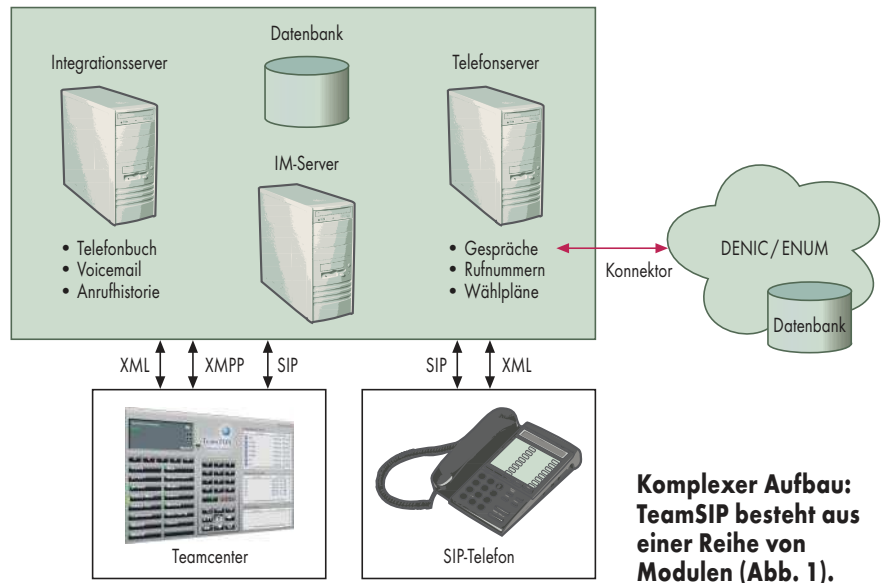 Datenbank
Integrationsserver
Telefonserver
IM-Server
• Telefonbuch
• Voicemail
• Anrufhistorie
• Gespräche
• Rufnummern
• Wählpläne
Konnektor
DENIC/ENUM
Datenbank
XML
XMPP
SIP
SIP
XML
Teamcenter
SIP-Telefon
Komplexer Aufbau:
TeamSIP besteht aus
einer Reihe von
Modulen (Abb. 1).